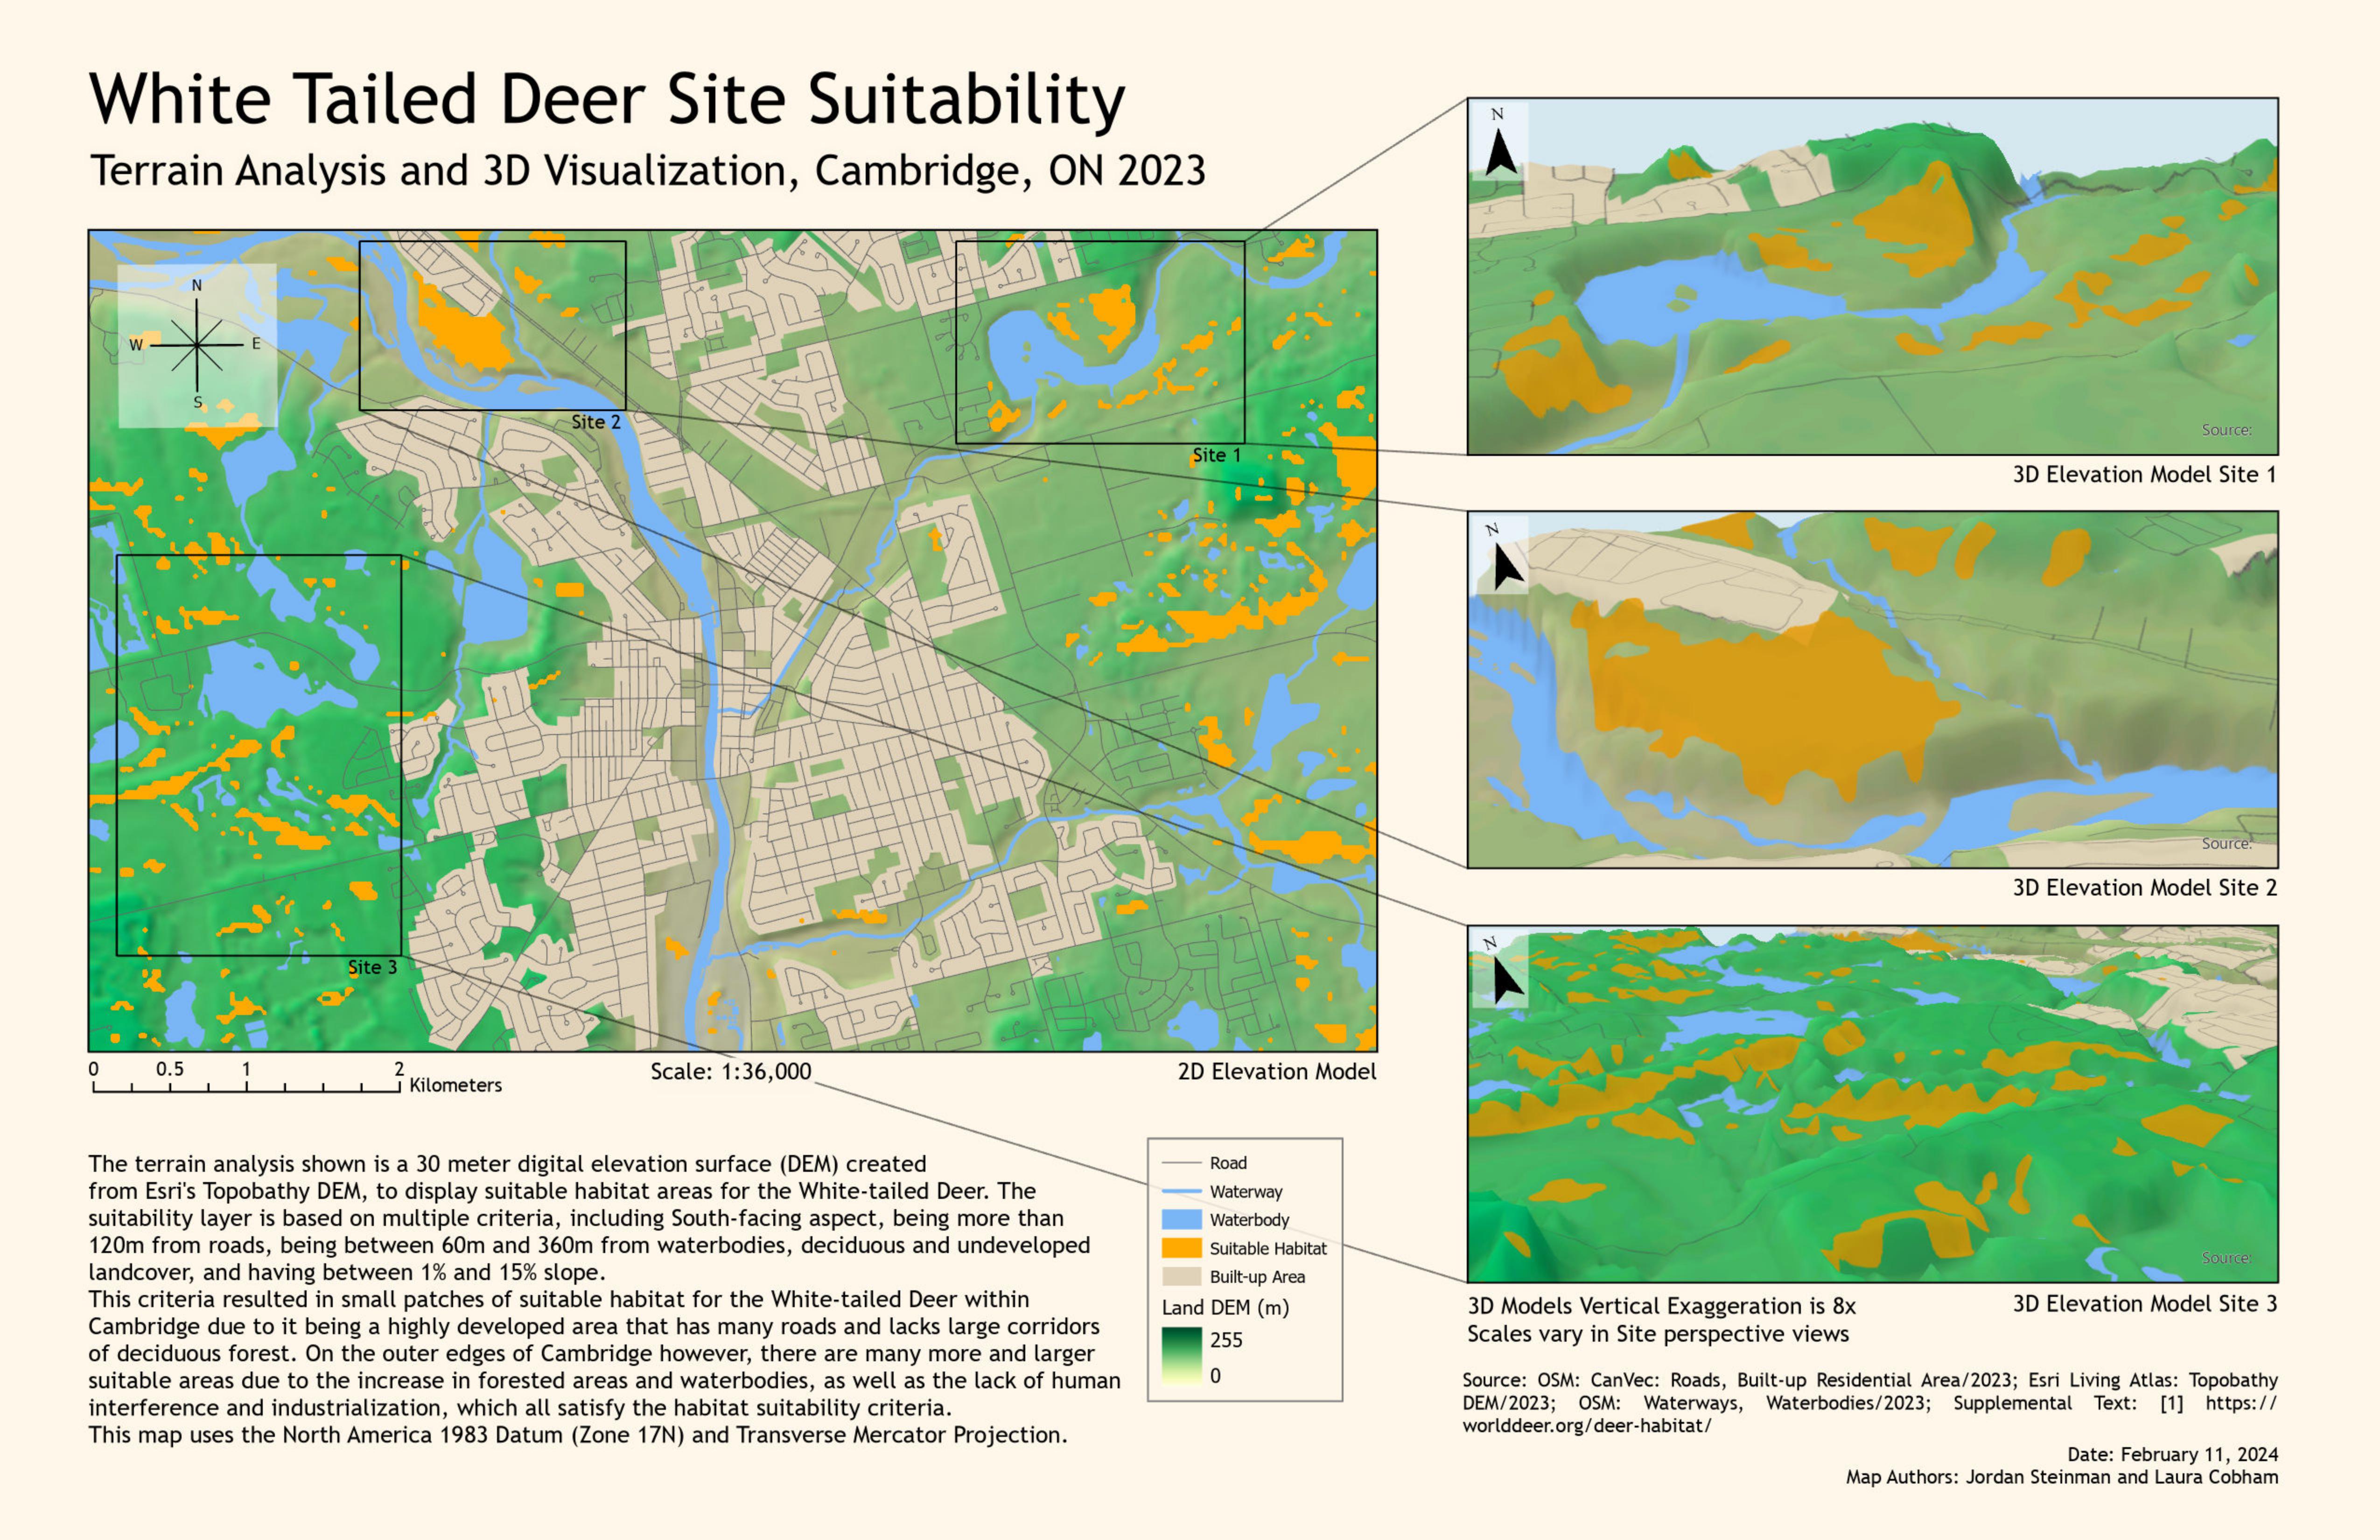 White Tailed Deer Site Suitability
Terrain Analysis and 3D Visualization, Cambridge, ON 2023
N
W
E
S
Site 2
Site 1
Site 3
0
0.5
1
2
Kilometers
Scale: 1:36,000
2D Elevation Model
N
Source:
3D Elevation Model Site 1
N
Source:
3D Elevation Model Site 2
N
Source:
3D Elevation Model Site 3
3D Models Vertical Exaggeration is 8x
Scales vary in Site perspective views
The terrain analysis shown is a 30 meter digital elevation surface (DEM) created
from Esri's Topobathy DEM, to display suitable habitat areas for the White-tailed Deer. The
suitability layer is based on multiple criteria, including South-facing aspect, being more than
120m from roads, being between 60m and 360m from waterbodies, deciduous and undeveloped
landcover, and having between 1% and 15% slope.
This criteria resulted in small patches of suitable habitat for the White-tailed Deer within
Cambridge due to it being a highly developed area that has many roads and lacks large corridors
of deciduous forest. On the outer edges of Cambridge however, there are many more and larger
suitable areas due to the increase in forested areas and waterbodies, as well as the lack of human
interference and industrialization, which all satisfy the habitat suitability criteria.
This map uses the North America 1983 Datum (Zone 17N) and Transverse Mercator Projection.
Road
Waterway
Waterbody
Suitable Habitat
Built-up Area
Land DEM (m)
255
0
Source: OSM: CanVec: Roads, Built-up Residential Area/2023; Esri Living Atlas: Topobathy
DEM/2023; OSM: Waterways, Waterbodies/2023; Supplemental Text: [1] https://
worlddeer.org/deer-habitat/
Date: February 11, 2024
Map Authors: Jordan Steinman and Laura Cobham